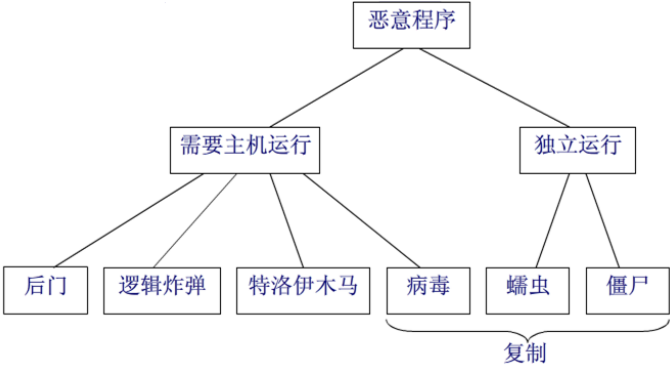 恶意程序
需要主机运行
独立运行
后门
逻辑炸弹
特洛伊木马
病毒
蠕虫
僵尸
复制